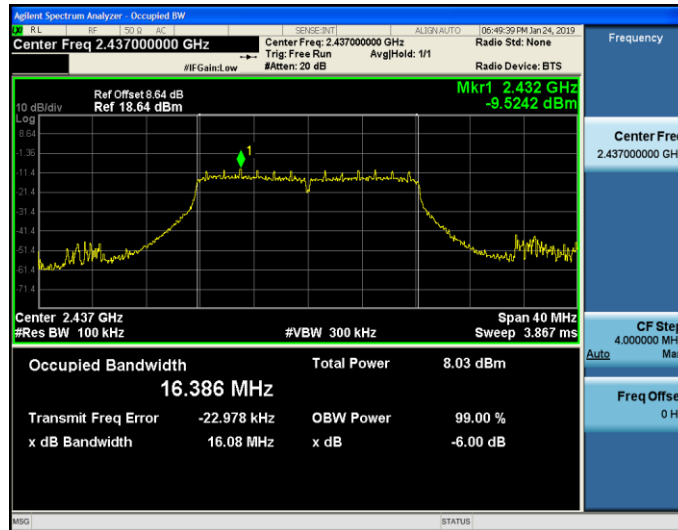 Agilent Spectrum Analyzer - Occupied BW
RL RF 50 Ω AC SENSE:INT ALIGN AUTO 06:49:39 PM Jan 24, 2019
Center Freq 2.437000000 GHz
Center Freq: 2.437000000 GHz
Radio Std: None
Trig: Free Run Avg|Hold: 1/1
#IFGain:Low #Atten: 20 dB Radio Device: BTS
Ref Offset 8.64 dB
10 dB/div Ref 18.64 dBm
Mkr1 2.432 GHz
-9.5242 dBm
Log
8.64
-1.36
-11.4
-21.4
-31.4
-41.4
-51.4
-61.4
-71.4
1
Center 2.437 GHz Span 40 MHz
#Res BW 100 kHz #VBW 300 kHz Sweep 3.867 ms
Occupied Bandwidth Total Power 8.03 dBm
16.386 MHz
Transmit Freq Error -22.978 kHz OBW Power 99.00 %
x dB Bandwidth 16.08 MHz x dB -6.00 dB
MSG STATUS
Frequency
Center Fre
2.437000000 GH
CF Step
4.000000 MH
Auto Ma
Freq Offse
0 H